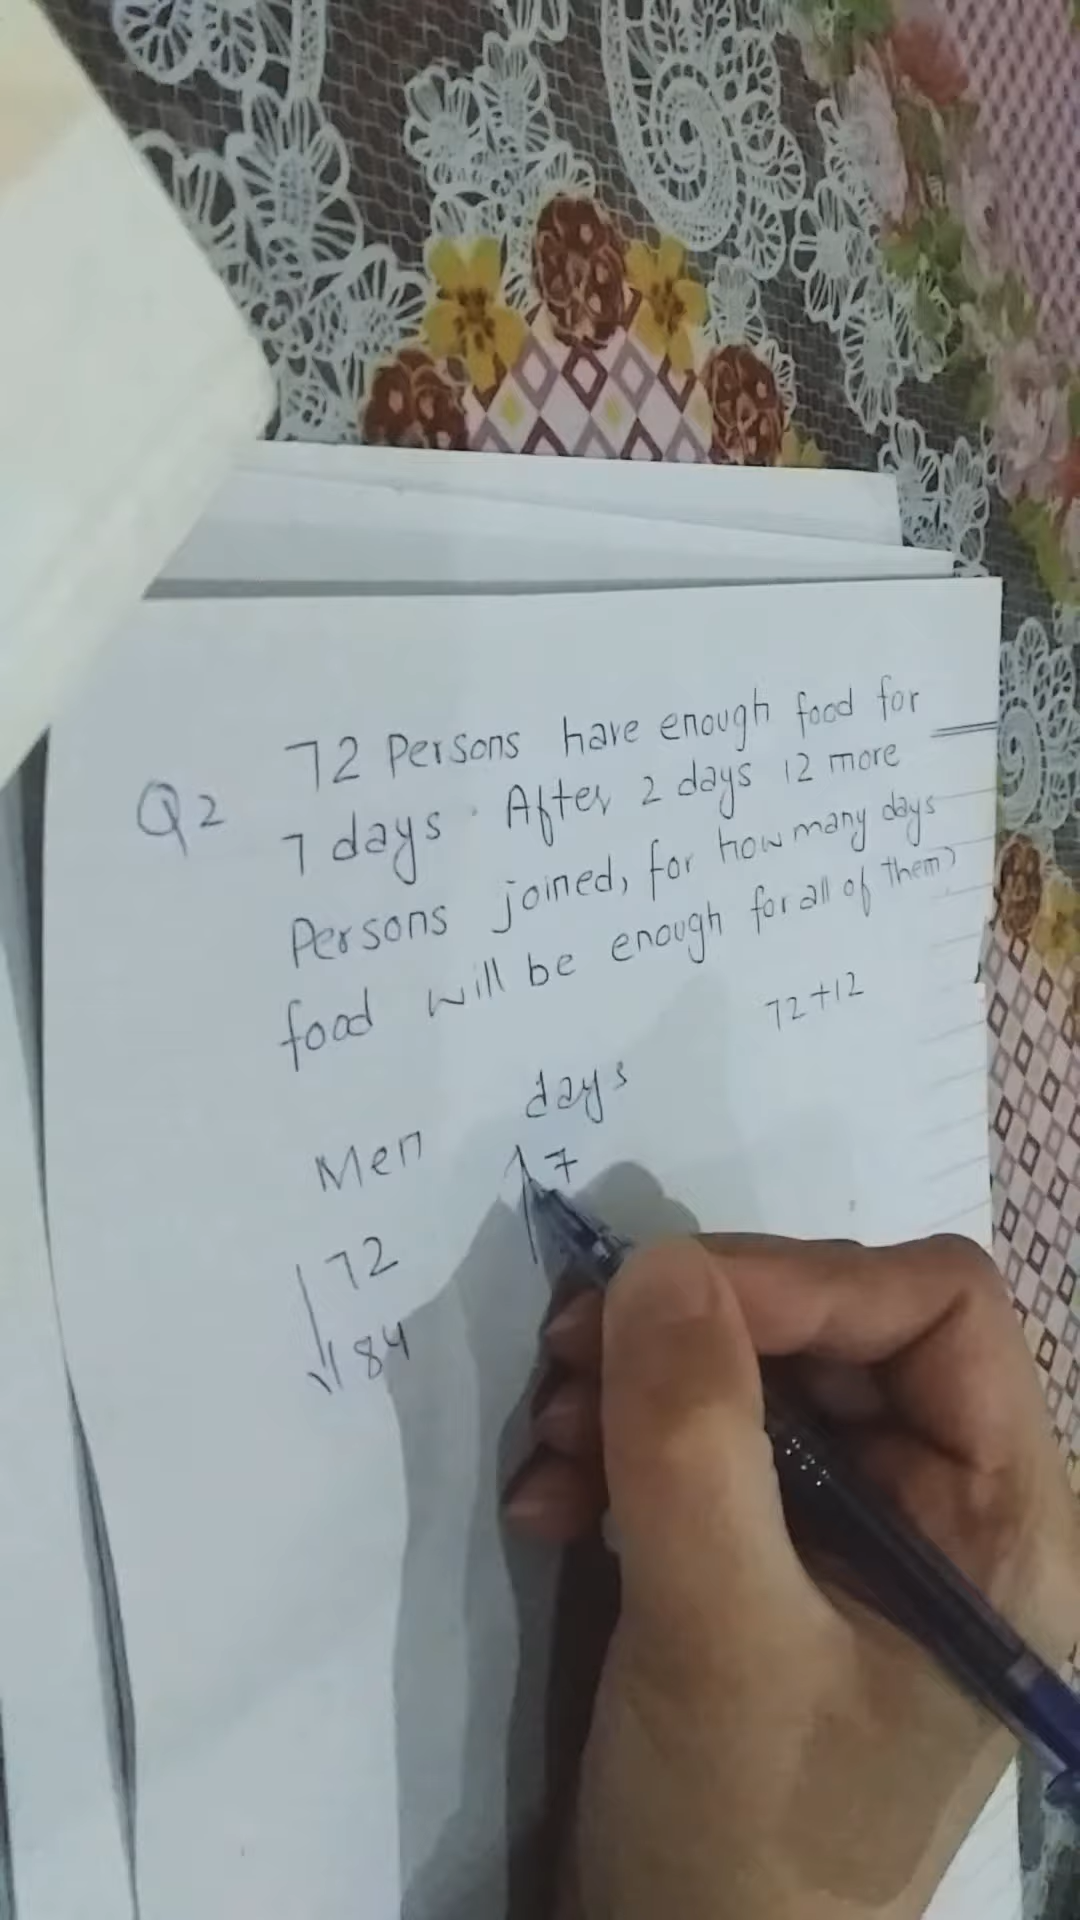 Q2 72 Persons have enough food for
7 days. After 2 days 12 more
Persons joined, for how many days
food will be enough for all of them?
72+12
Men days
72 7
84